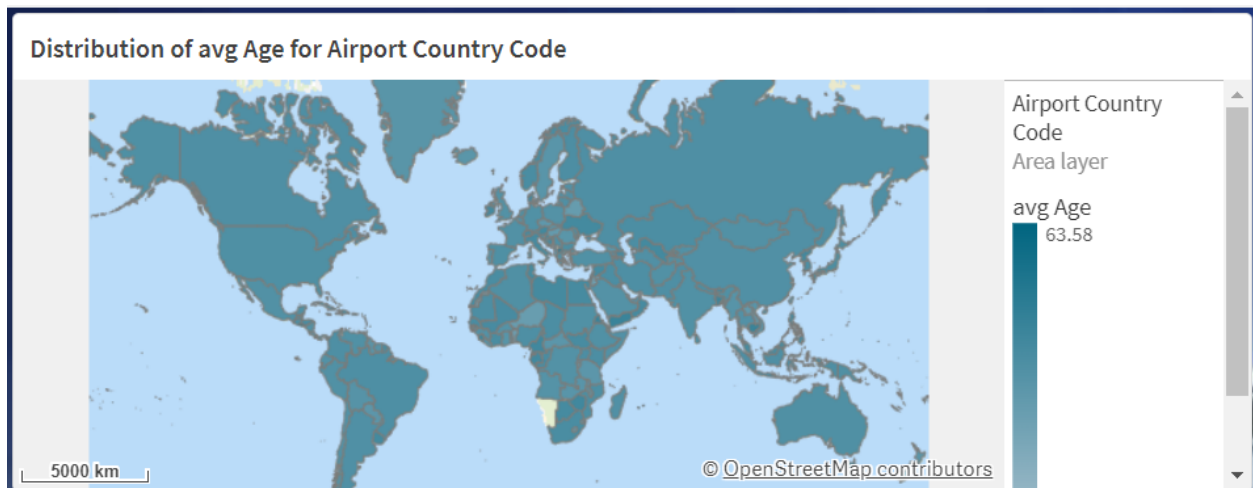 Distribution of avg Age for Airport Country Code
Airport Country
Code
Area layer
avg Age
63.58
5000 km
© OpenStreetMap contributors